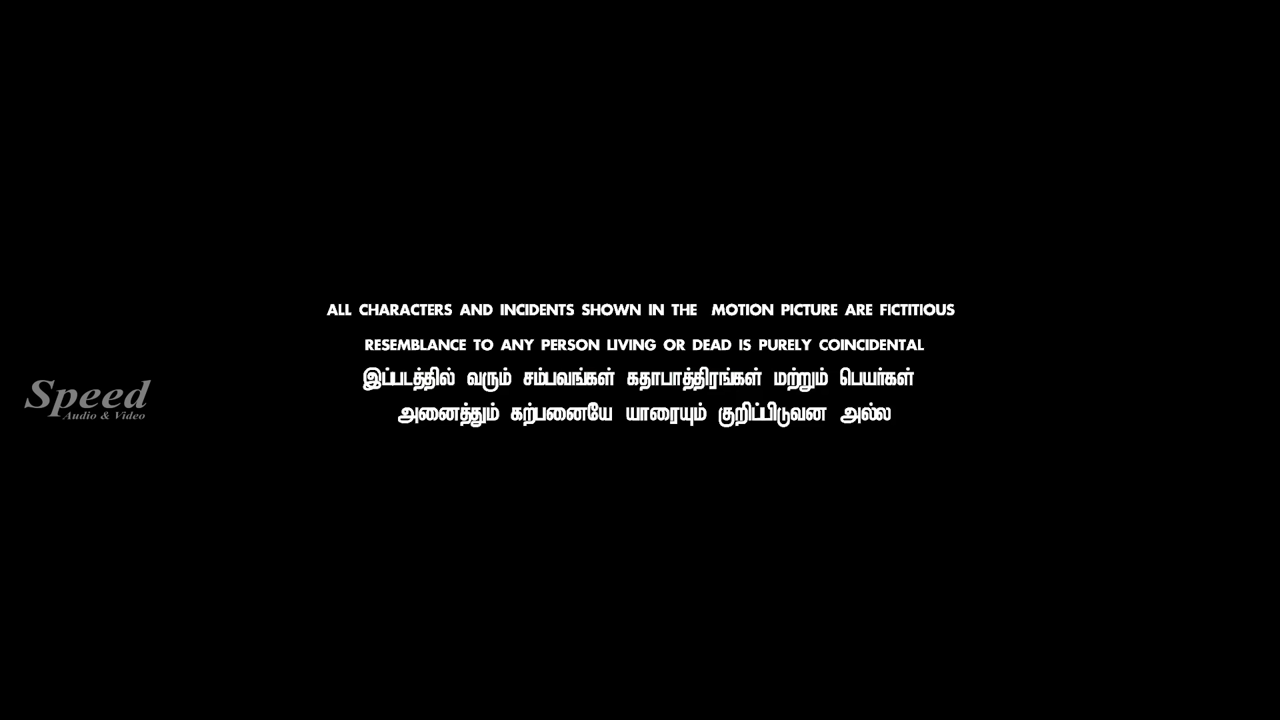 ALL CHARACTERS AND INCIDENTS SHOWN IN THE MOTION PICTURE ARE FICTITIOUS
RESEMBLANCE TO ANY PERSON LIVING OR DEAD IS PURELY COINCIDENTAL
இப்படத்தில் வரும் சம்பவங்கள் கதாபாத்திரங்கள் மற்றும் பெயர்கள்
அனைத்தும் கற்பனையே யாரையும் குறிப்பிடுவன அல்ல
Speed
Audio & Video